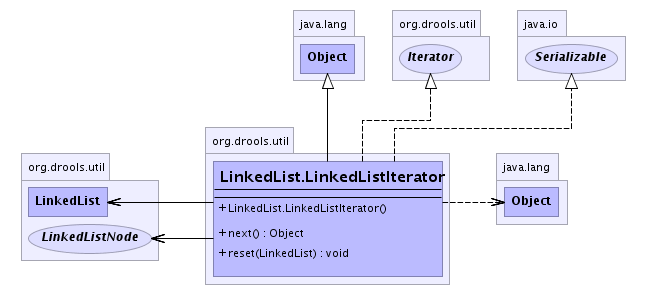 java.lang
Object
org.drools.util
Iterator
java.io
Serializable
org.drools.util
LinkedList.LinkedListIterator
+ LinkedList.LinkedListIterator()
+ next() : Object
+ reset(LinkedList) : void
org.drools.util
LinkedList
LinkedListNode
java.lang
Object